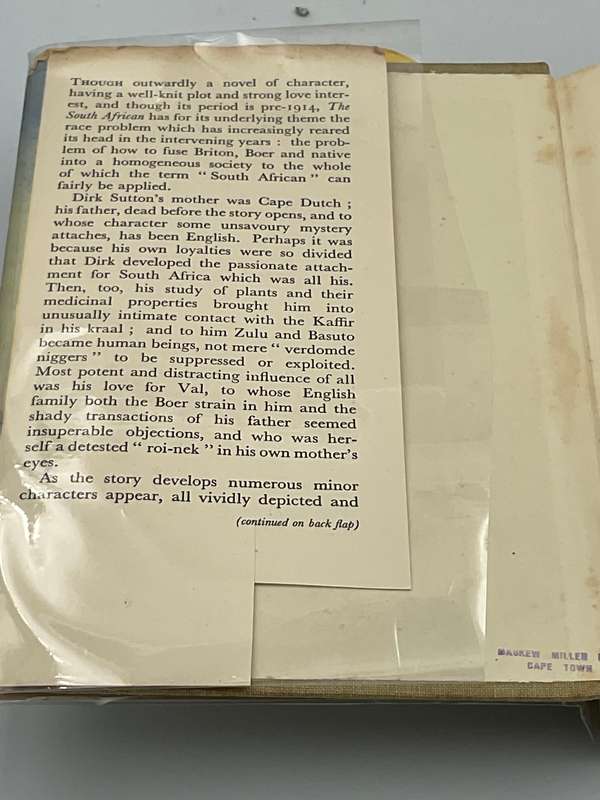 THOUGH outwardly a novel of character,
having a well-knit plot and strong love inter-
est, and though its period is pre-1914, The
South African has for its underlying theme the
race problem which has increasingly reared
its head in the intervening years : the prob-
lem of how to fuse Briton, Boer and native
into a homogeneous society to the whole
of which the term " South African " can
fairly be applied.
Dirk Sutton's mother was Cape Dutch ;
his father, dead before the story opens, and to
whose character some unsavoury mystery
attaches, has been English. Perhaps it was
because his own loyalties were so divided
that Dirk developed the passionate attach-
ment for South Africa which was all his.
Then, too, his study of plants and their
medicinal properties brought him into
unusually intimate contact with the Kaffir
in his kraal ; and to him Zulu and Basuto
became human beings, not mere " verdomde
niggers " to be suppressed or exploited.
Most potent and distracting influence of all
was his love for Val, to whose English
family both the Boer strain in him and the
shady transactions of his father seemed
insuperable objections, and who was her-
self a detested " roi-nek " in his own mother's
eyes.
As the story develops numerous minor
characters appear, all vividly depicted and
(continued on back flap)
MASKEW MILLER
CAPE TOWN